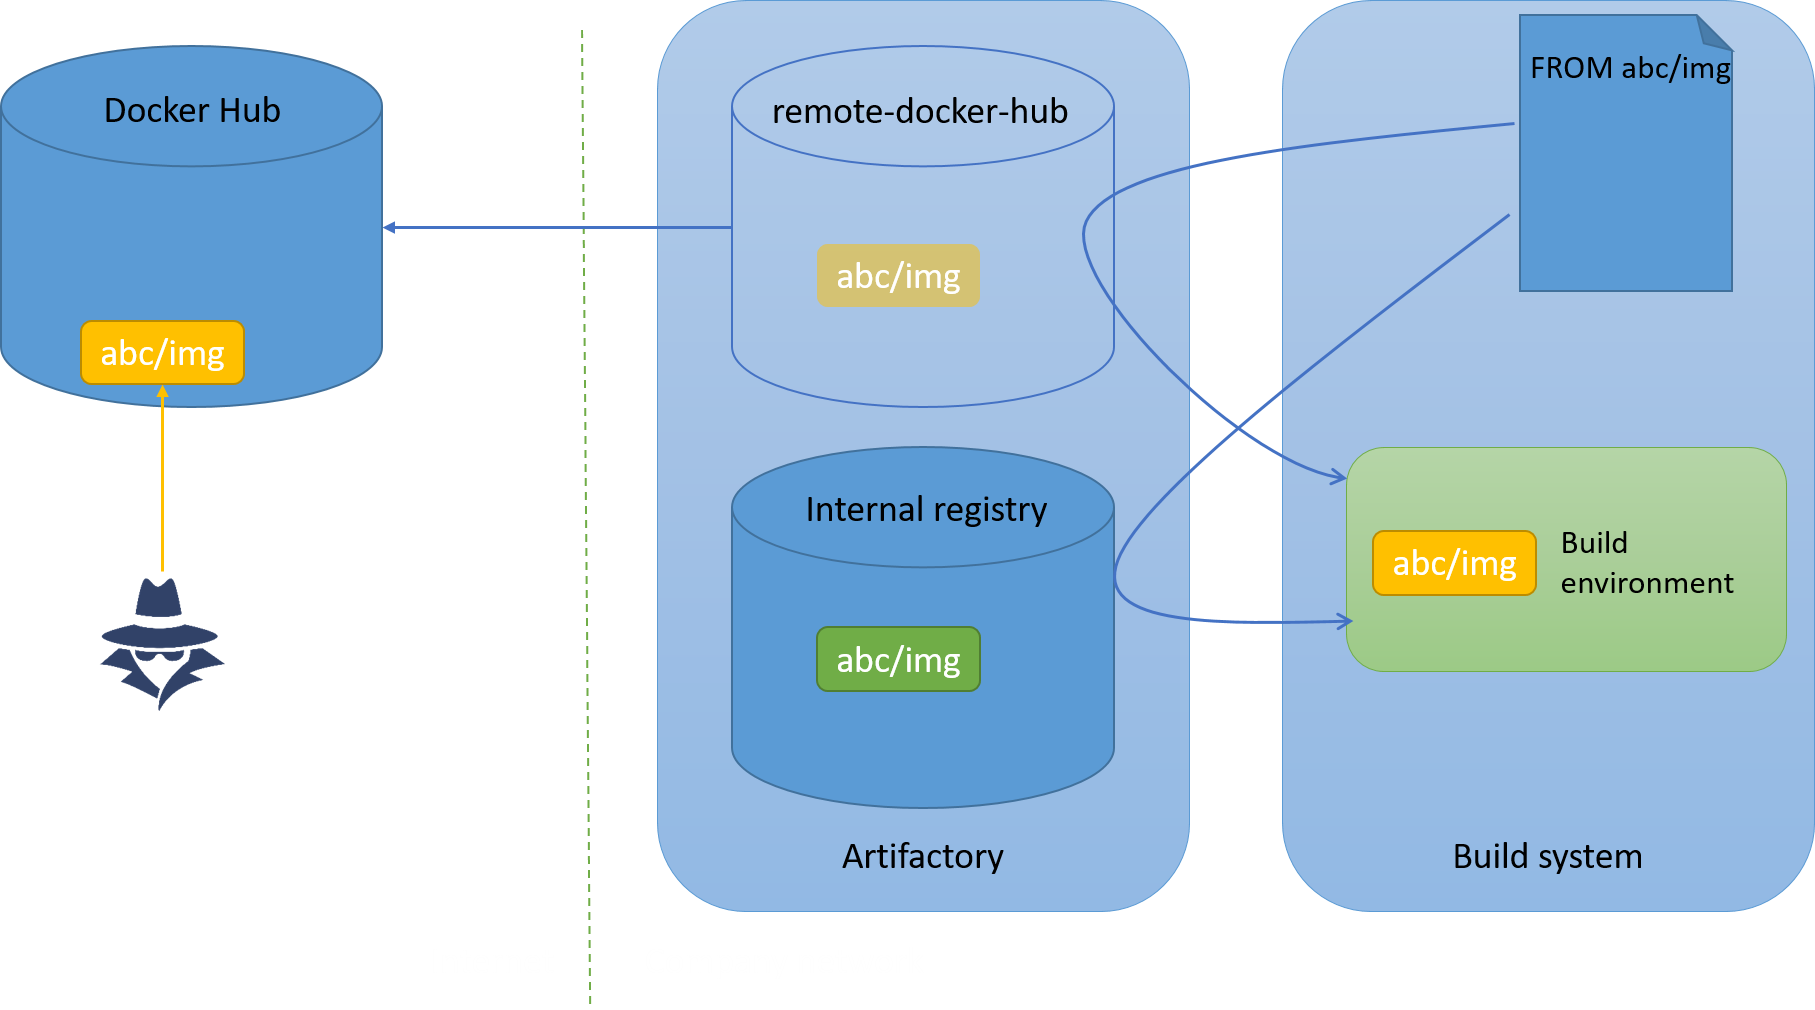 Docker Hub
abc/img
remote-docker-hub
abc/img
Internal registry
abc/img
Artifactory
FROM abc/img
abc/img
Build
environment
Build system